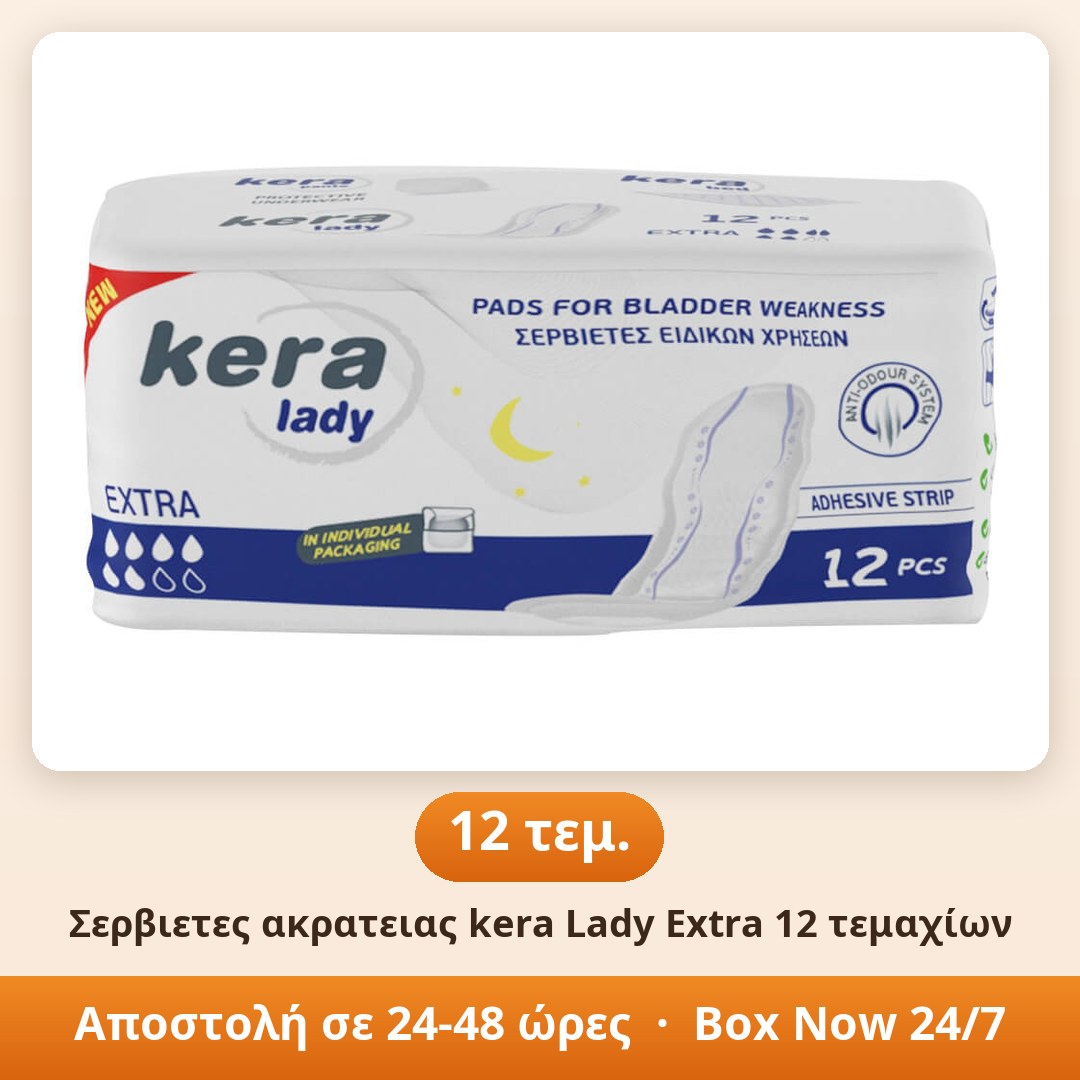 kera
pants
PROTECTIVE
UNDERWEAR
kera
lady
kera
bed
12 PCS
EXTRA
NEW
kera
lady
PADS FOR BLADDER WEAKNESS
ΣΕΡΒΙΕΤΕΣ ΕΙΔΙΚΩΝ ΧΡΗΣΕΩΝ
ANTI-ODOUR SYSTEM
EXTRA
IN INDIVIDUAL
PACKAGING
ADHESIVE STRIP
12 PCS
12 τεμ.
Σερβιετες ακρατειας kera Lady Extra 12 τεμαχίων
Αποστολή σε 24-48 ώρες · Box Now 24/7